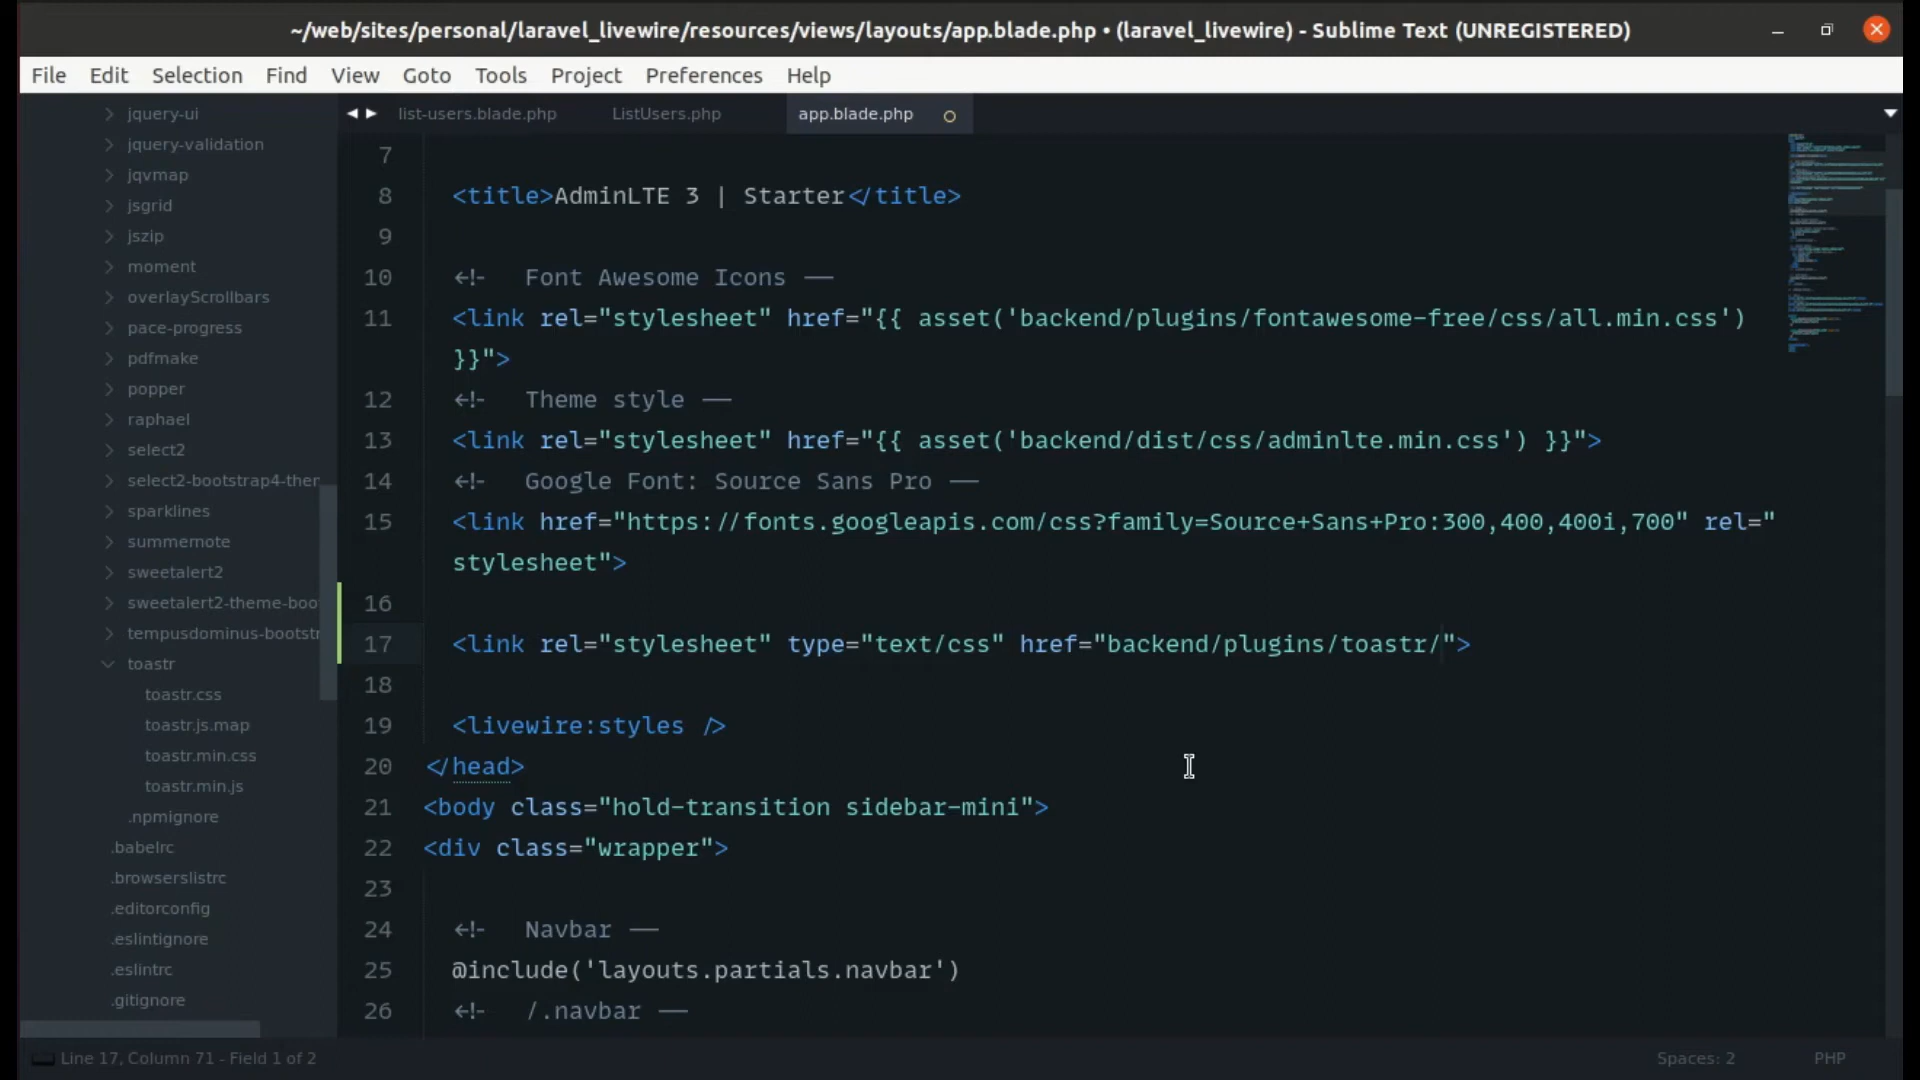 ~/web/sites/personal/laravel_livewire/resources/views/layouts/app.blade.php • (laravel_livewire) - Sublime Text (UNREGISTERED)
File Edit Selection Find View Goto Tools Project Preferences Help
jquery-ui
jquery-validation
jqvmap
jsgrid
jszip
moment
overlayScrollbars
pace-progress
pdfmake
popper
raphael
select2
select2-bootstrap4-ther
sparklines
summernote
sweetalert2
sweetalert2-theme-boo
tempusdominus-bootstr
toastr
toastr.css
toastr.js.map
toastr.min.css
toastr.min.js
.npmignore
.babelrc
.browserslistrc
.editorconfig
.eslintignore
.eslintrc
.gitignore
list-users.blade.php ListUsers.php app.blade.php
7
8 <title>AdminLTE 3 | Starter</title>
9
10 <!-- Font Awesome Icons -->
11 <link rel="stylesheet" href="{{ asset('backend/plugins/fontawesome-free/css/all.min.css')
}}">
12 <!-- Theme style -->
13 <link rel="stylesheet" href="{{ asset('backend/dist/css/adminlte.min.css') }}">
14 <!-- Google Font: Source Sans Pro -->
15 <link href="https://fonts.googleapis.com/css?family=Source+Sans+Pro:300,400,400i,700" rel="
stylesheet">
16
17 <link rel="stylesheet" type="text/css" href="backend/plugins/toastr/">
18
19 <livewire:styles />
20 </head>
21 <body class="hold-transition sidebar-mini">
22 <div class="wrapper">
23
24 <!-- Navbar -->
25 @include('layouts.partials.navbar')
26 <!-- /.navbar -->
Line 17, Column 71 - Field 1 of 2 Spaces: 2 PHP